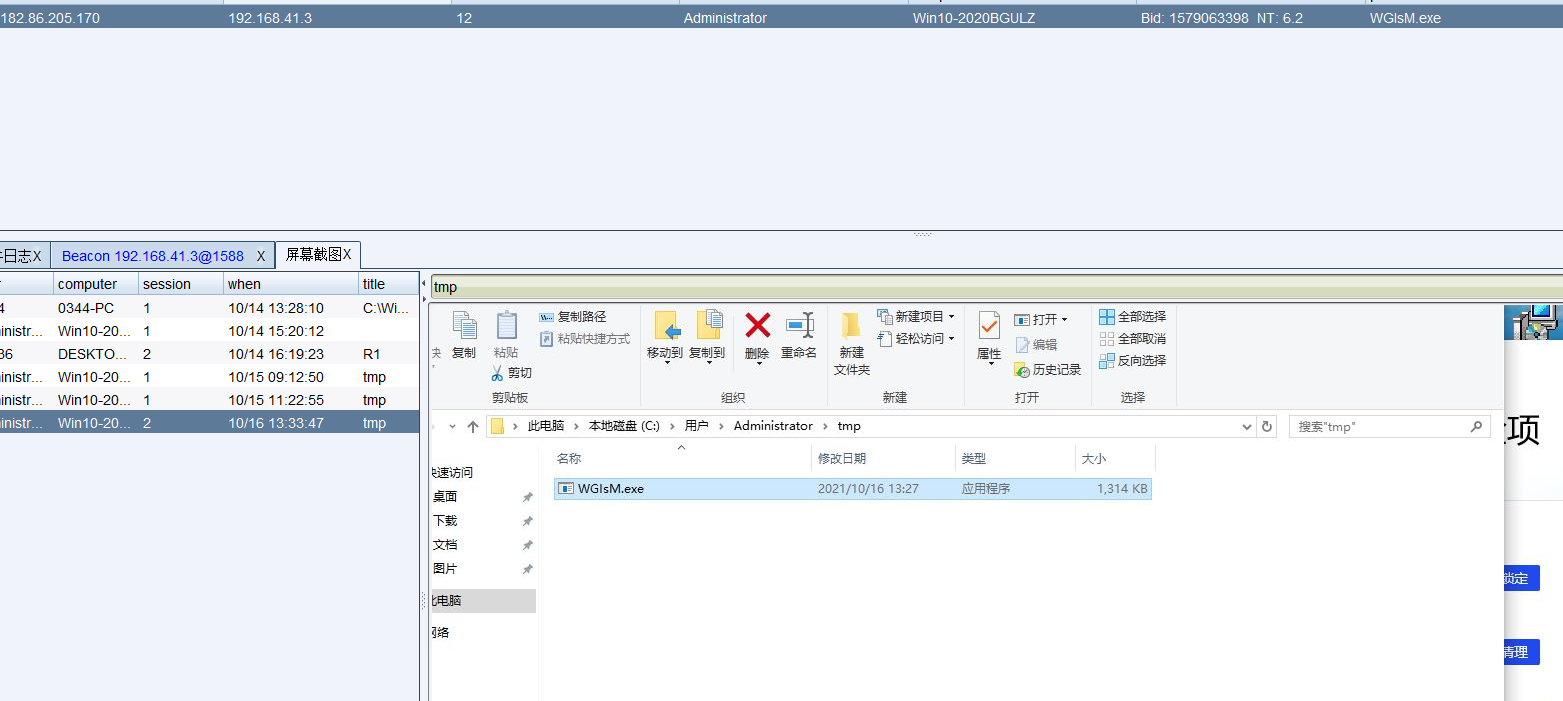 182.86.205.170 192.168.41.3 12 Administrator Win10-2020BGULZ Bid: 1579063398 NT: 6.2 WGIsM.exe
日志X Beacon 192.168.41.3@1588 X 屏幕截图X
computer session when title
4 0344-PC 1 10/14 13:28:10 C:\Wi...
inistr... Win10-20... 1 10/14 15:20:12
36 DESKTO... 2 10/14 16:19:23 R1
inistr... Win10-20... 1 10/15 09:12:50 tmp
inistr... Win10-20... 1 10/15 11:22:55 tmp
inistr... Win10-20... 2 10/16 13:33:47 tmp
tmp
复制路径 新建项目 打开 全部选择
粘贴快捷方式 轻松访问 编辑 全部取消
复制 粘贴 移动到 复制到 删除 重命名 新建 属性 反向选择
剪切 文件夹 历史记录
剪贴板 组织 新建 打开 选择
此电脑 本地磁盘 (C:) 用户 Administrator tmp 搜索"tmp"
项
名称 修改日期 类型 大小
WGIsM.exe 2021/10/16 13:27 应用程序 1,314 KB
快速访问
桌面
下载
文档
图片
此电脑
网络
锁定
清理